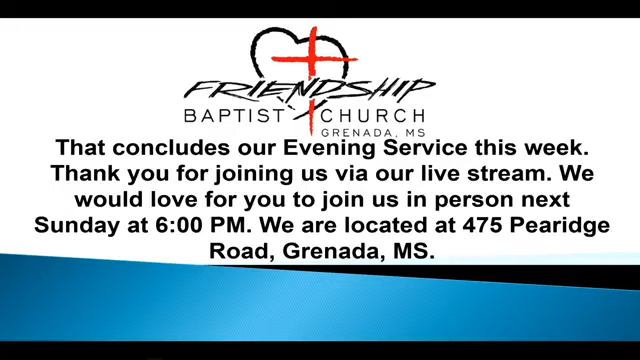 FRIENDSHIP
BAPTIST CHURCH
GRENADA, MS
That concludes our Evening Service this week.
Thank you for joining us via our live stream. We
would love for you to join us in person next
Sunday at 6:00 PM. We are located at 475 Pearidge
Road, Grenada, MS.